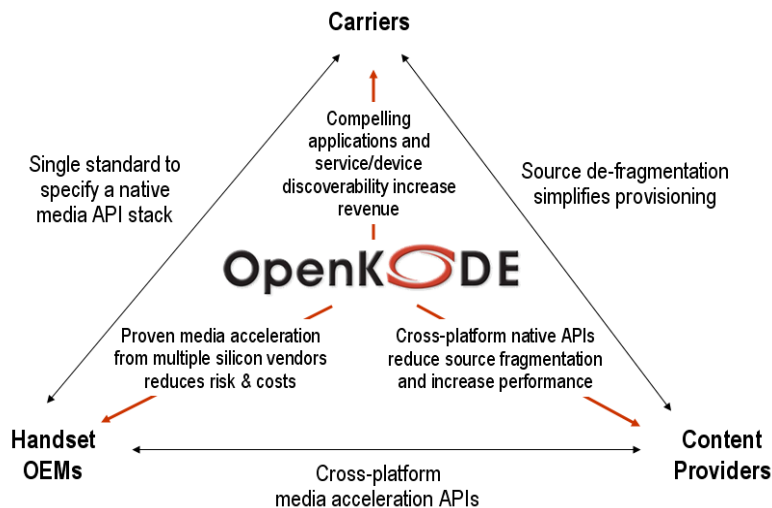 Carriers
Compelling
applications and
service/device
discoverability increase
revenue
Single standard to
specify a native
media API stack
Source de-fragmentation
simplifies provisioning
OpenKODE
Proven media acceleration
from multiple silicon vendors
reduces risk & costs
Cross-platform native APIs
reduce source fragmentation
and increase performance
Handset
OEMs
Content
Providers
Cross-platform
media acceleration APIs